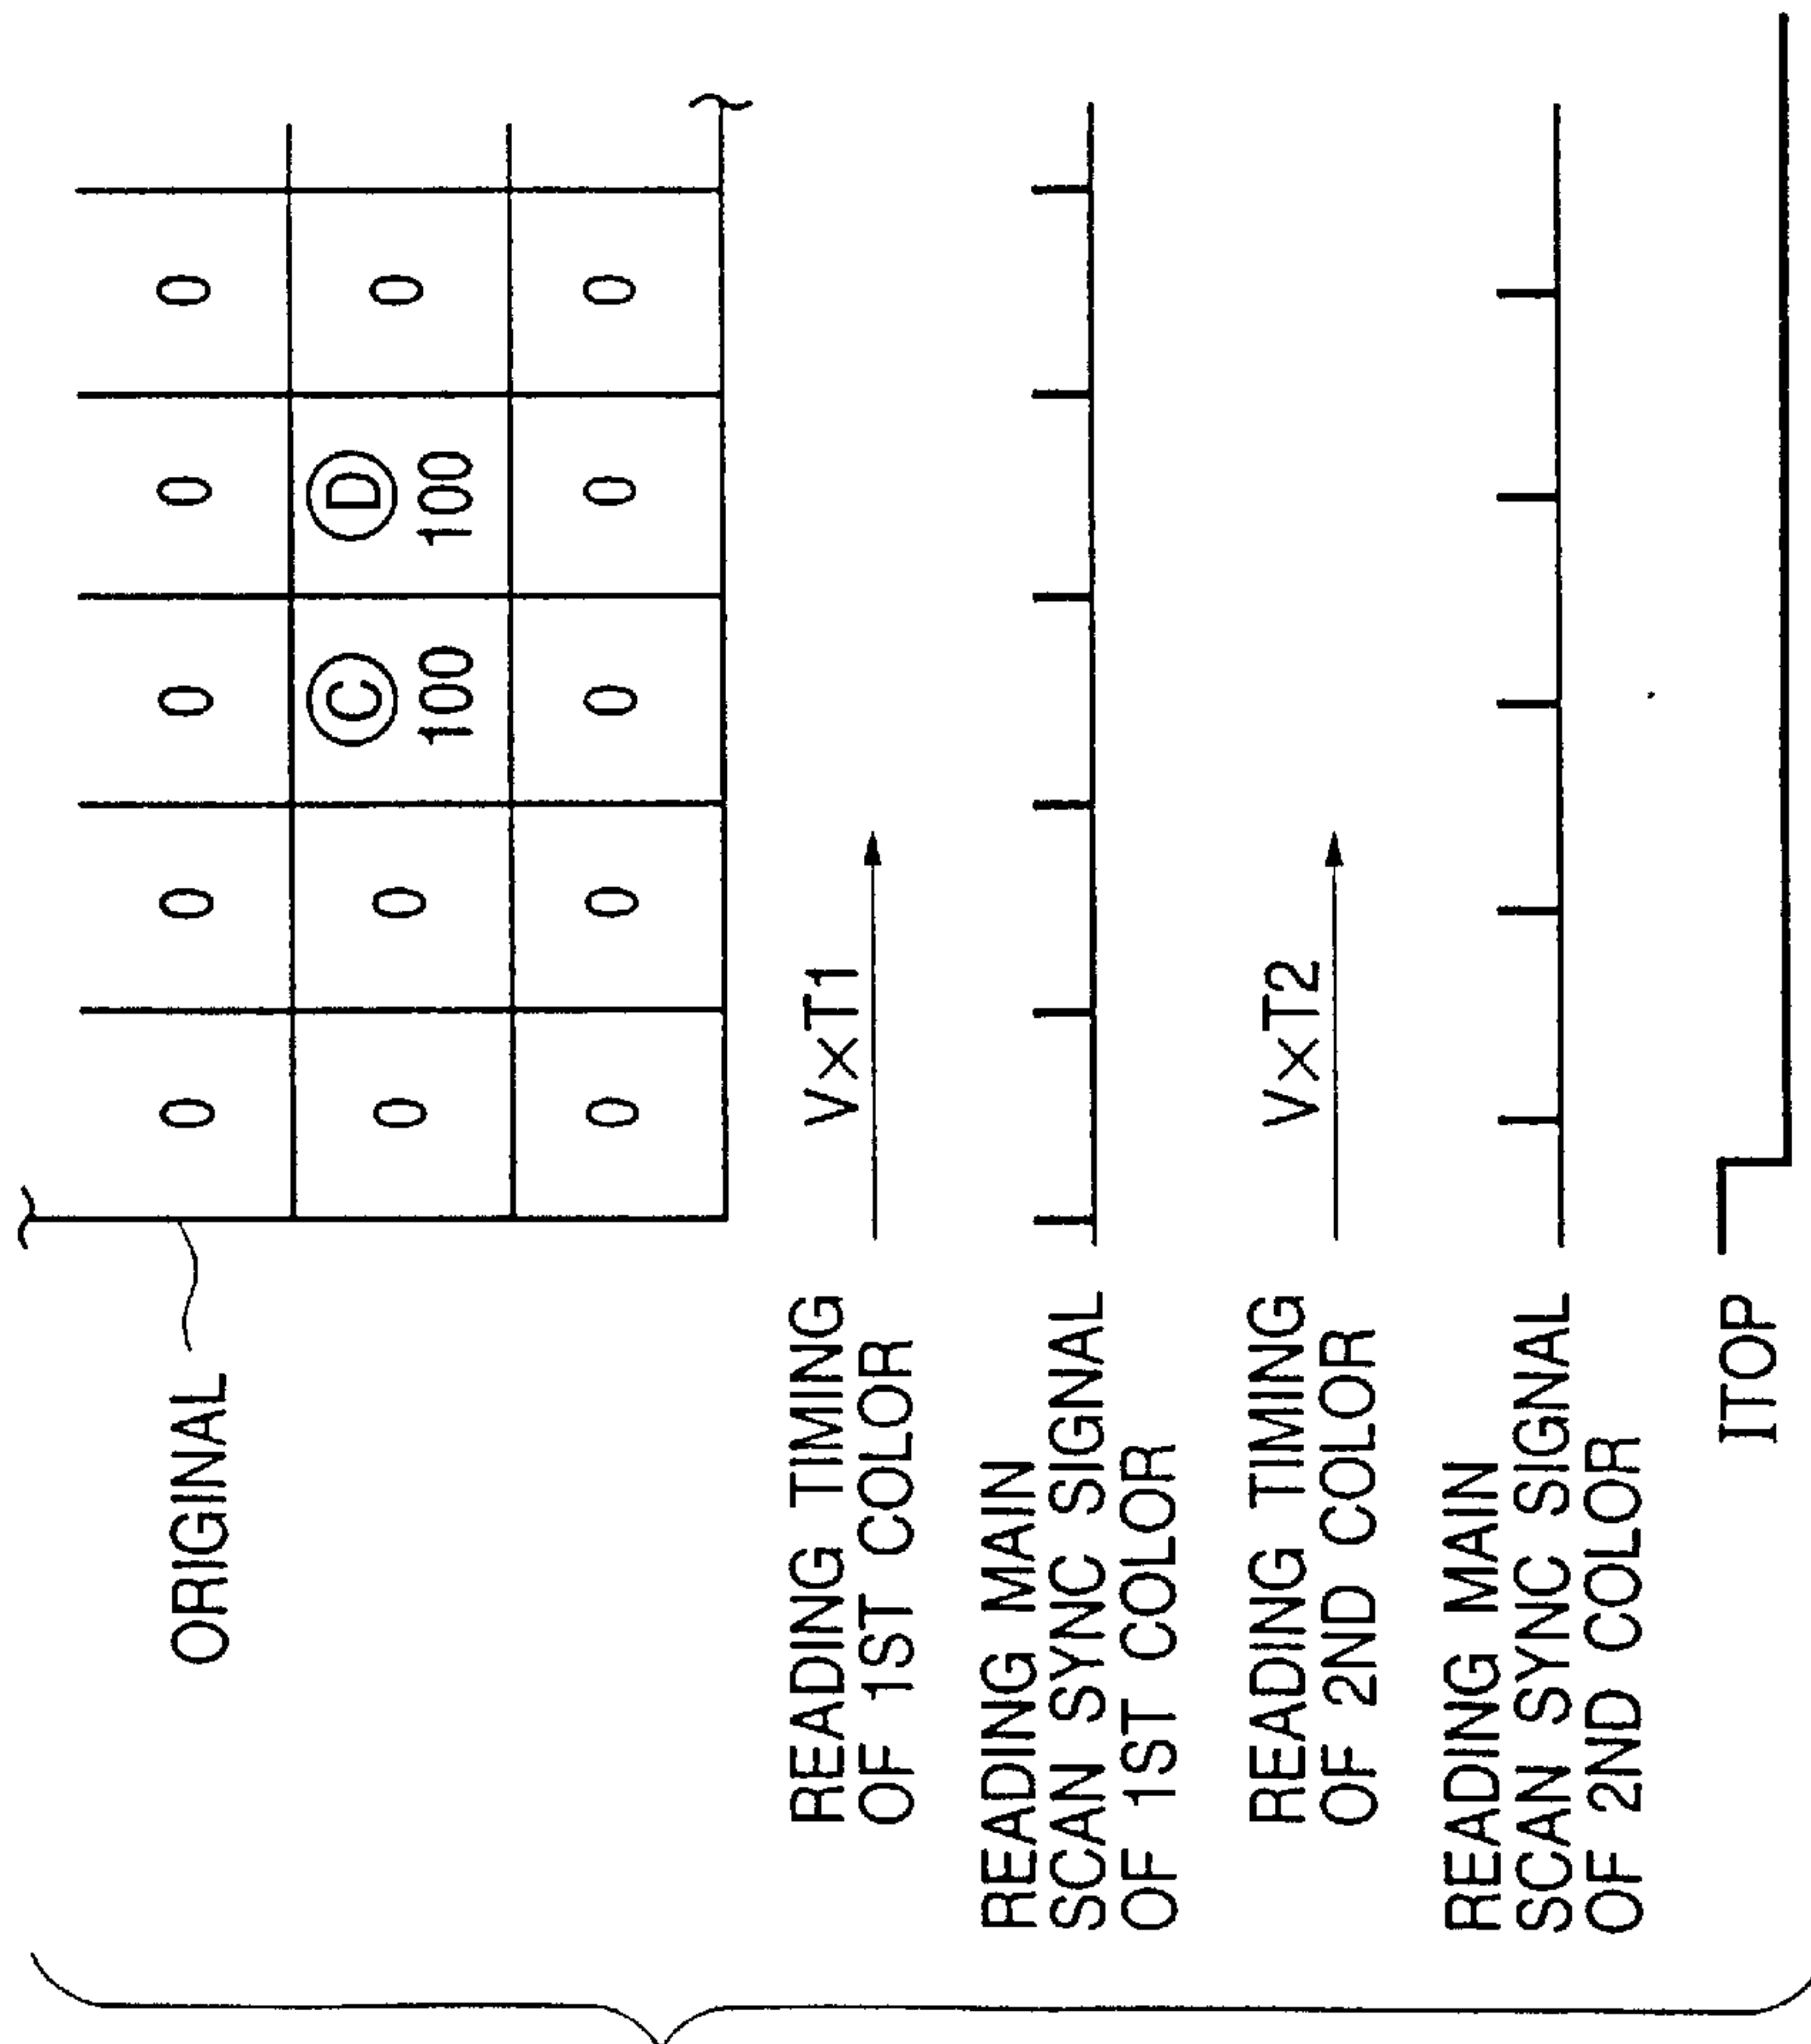 ORIGINAL
0 0 0 0 0
0 0 Ⓒ Ⓓ 0
100 100
0 0 0 0 0
READING TIMING
OF 1ST COLOR
V×T1
READING MAIN
SCAN SYNC SIGNAL
OF 1ST COLOR
READING TIMING
OF 2ND COLOR
V×T2
READING MAIN
SCAN SYNC SIGNAL
OF 2ND COLOR
ITOP